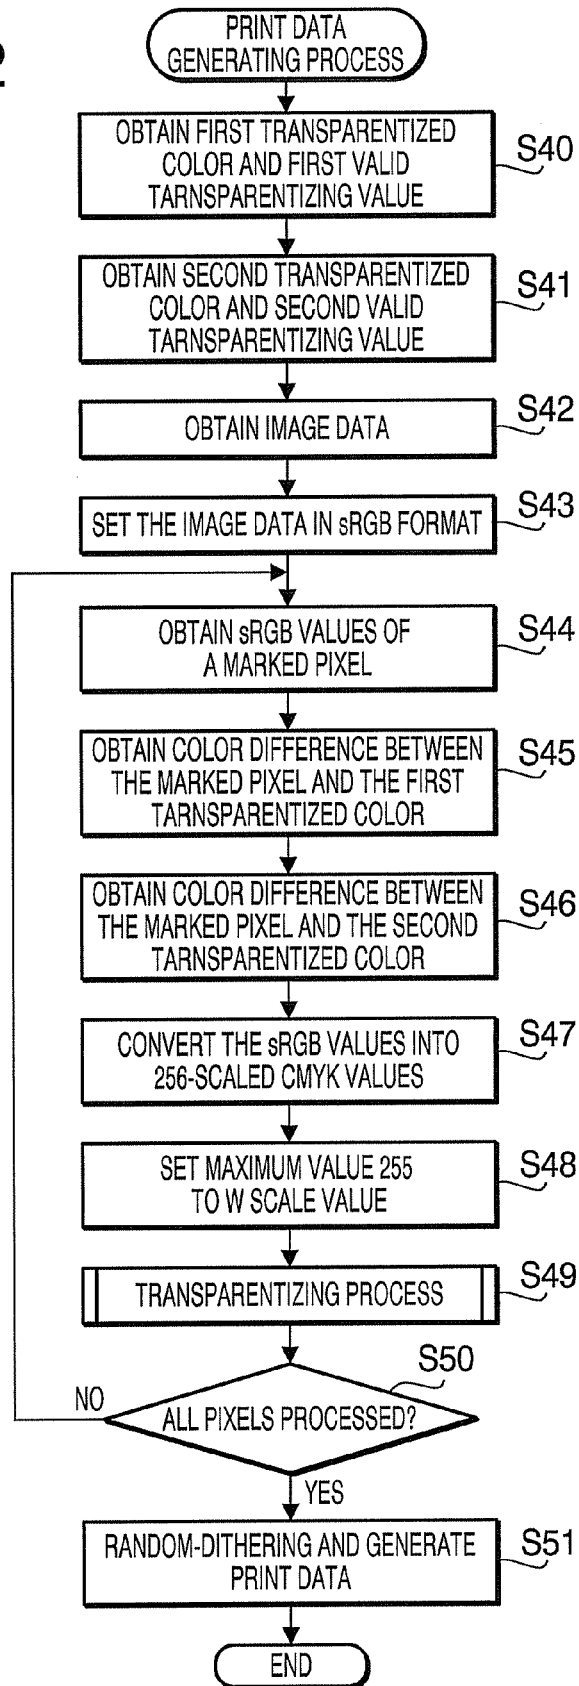 2
PRINT DATA
GENERATING PROCESS
OBTAIN FIRST TRANSPARENTIZED
COLOR AND FIRST VALID
TARNSPARENTIZING VALUE
S40
OBTAIN SECOND TRANSPARENTIZED
COLOR AND SECOND VALID
TARNSPARENTIZING VALUE
S41
OBTAIN IMAGE DATA
S42
SET THE IMAGE DATA IN sRGB FORMAT
S43
OBTAIN sRGB VALUES OF
A MARKED PIXEL
S44
OBTAIN COLOR DIFFERENCE BETWEEN
THE MARKED PIXEL AND THE FIRST
TARNSPARENTIZED COLOR
S45
OBTAIN COLOR DIFFERENCE BETWEEN
THE MARKED PIXEL AND THE SECOND
TARNSPARENTIZED COLOR
S46
CONVERT THE sRGB VALUES INTO
256-SCALED CMYK VALUES
S47
SET MAXIMUM VALUE 255
TO W SCALE VALUE
S48
TRANSPARENTIZING PROCESS
S49
S50
NO
ALL PIXELS PROCESSED?
YES
RANDOM-DITHERING AND GENERATE
PRINT DATA
S51
END